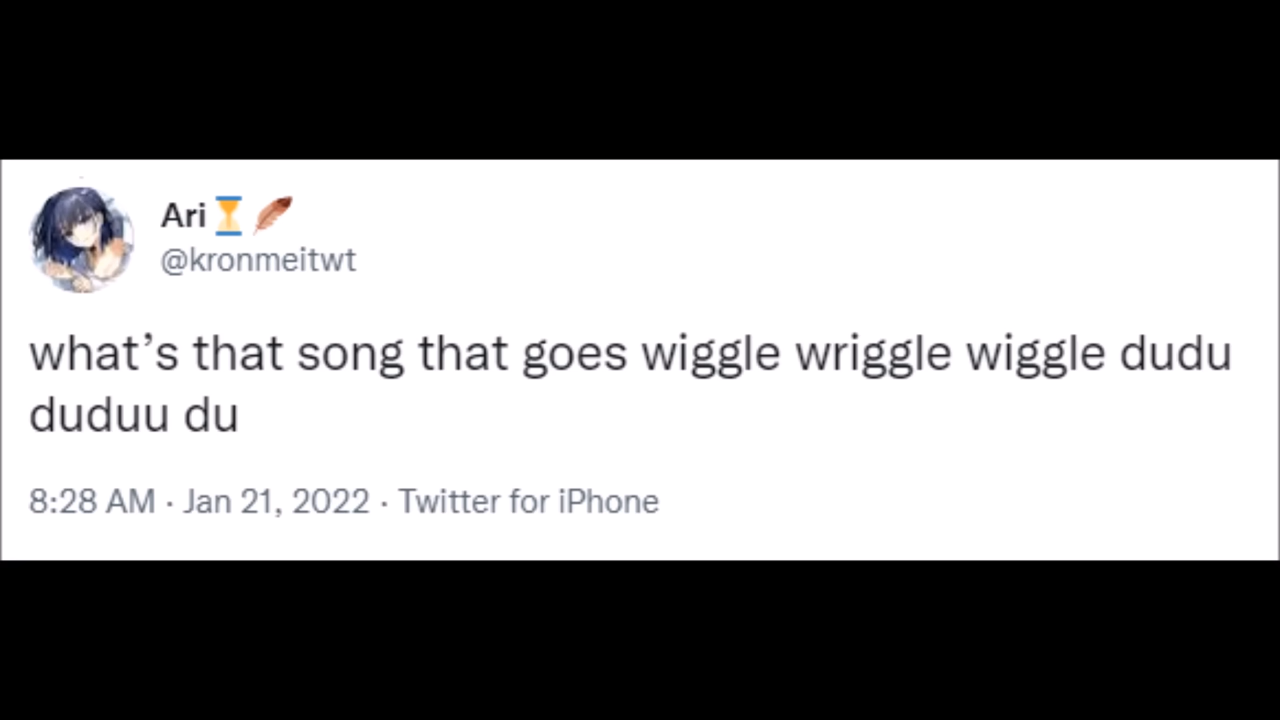 Ari⏳🪶
@kronmeitwt
what’s that song that goes wiggle wriggle wiggle dudu
duduu du
8:28 AM · Jan 21, 2022 · Twitter for iPhone